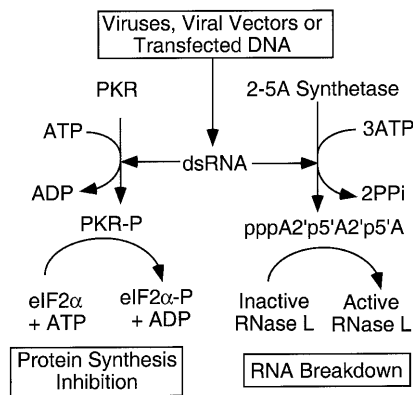 Viruses, Viral Vectors or
Transfected DNA
PKR
2-5A Synthetase
ATP
3ATP
dsRNA
ADP
2PPi
PKR-P
pppA2'p5'A2'p5'A
eIF2α
+ ATP
eIF2α-P
+ ADP
Inactive
RNase L
Active
RNase L
Protein Synthesis
Inhibition
RNA Breakdown